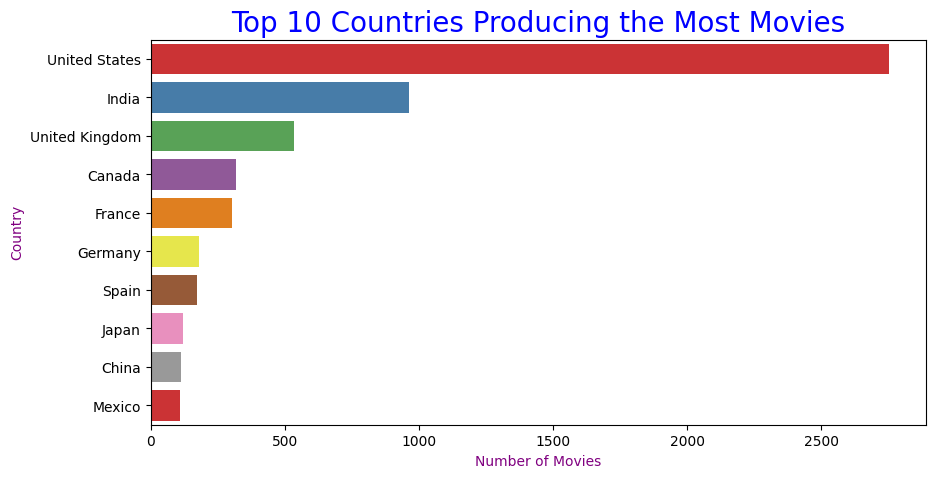 Top 10 Countries Producing the Most Movies
United States
India
United Kingdom
Canada
France
Germany
Spain
Japan
China
Mexico
Country
0 500 1000 1500 2000 2500
Number of Movies